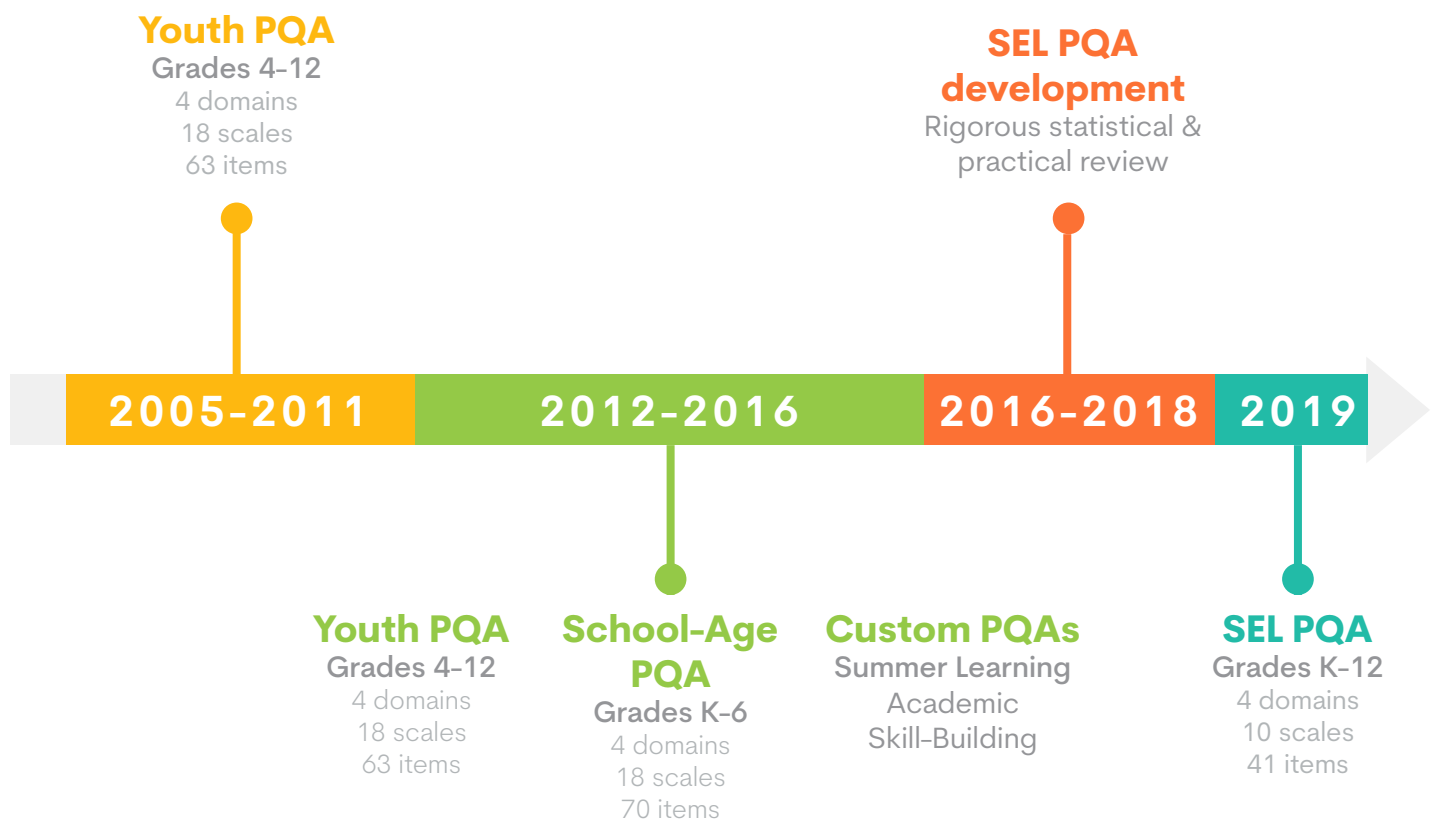 Youth PQA
Grades 4-12
4 domains
18 scales
63 items
SEL PQA
development
Rigorous statistical &
practical review
2005-2011
2012-2016
2016-2018
2019
Youth PQA
Grades 4-12
4 domains
18 scales
63 items
School-Age
PQA
Grades K-6
4 domains
18 scales
70 items
Custom PQAs
Summer Learning
Academic
Skill-Building
SEL PQA
Grades K-12
4 domains
10 scales
41 items